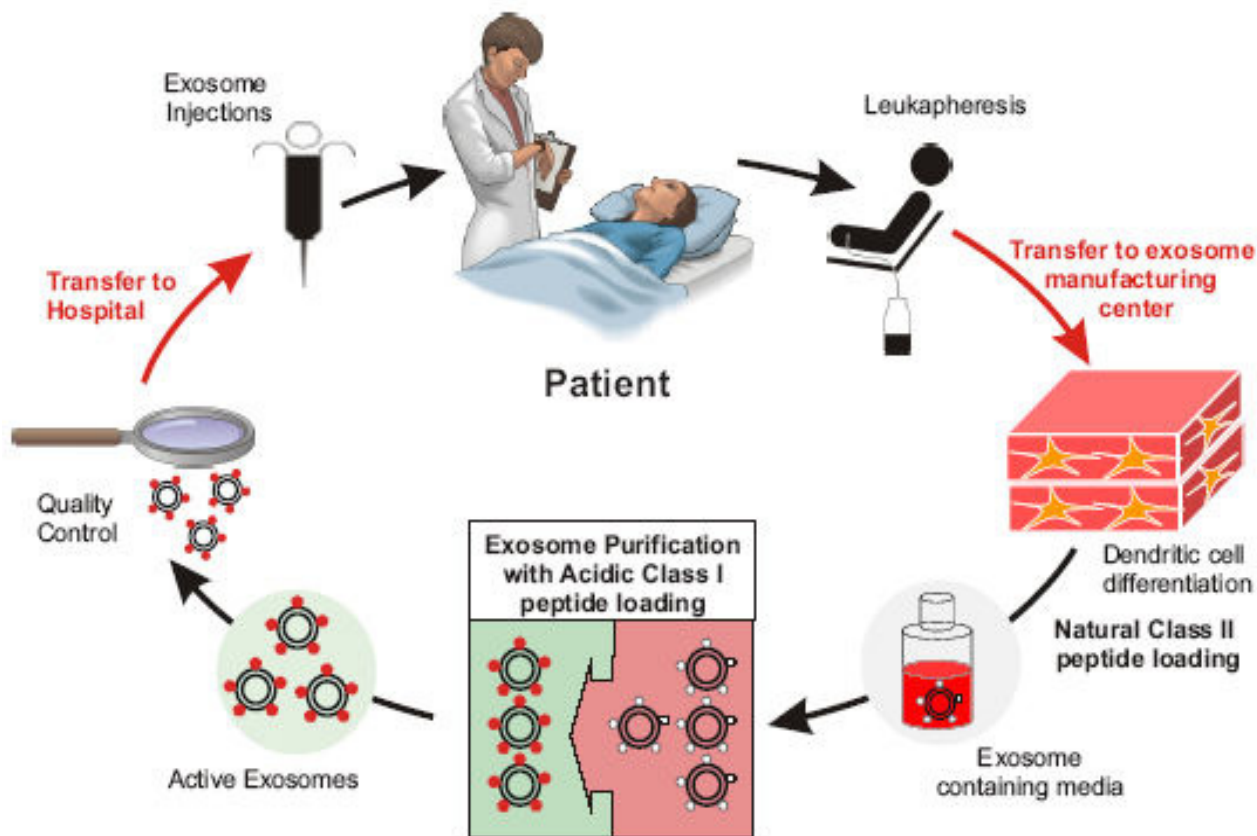 Exosome
Injections
Leukapheresis
Transfer to
Hospital
Transfer to exosome
manufacturing
center
Patient
Quality
Control
Exosome Purification
with Acidic Class I
peptide loading
Dendritic cell
differentiation
Natural Class II
peptide loading
Active Exosomes
Exosome
containing media